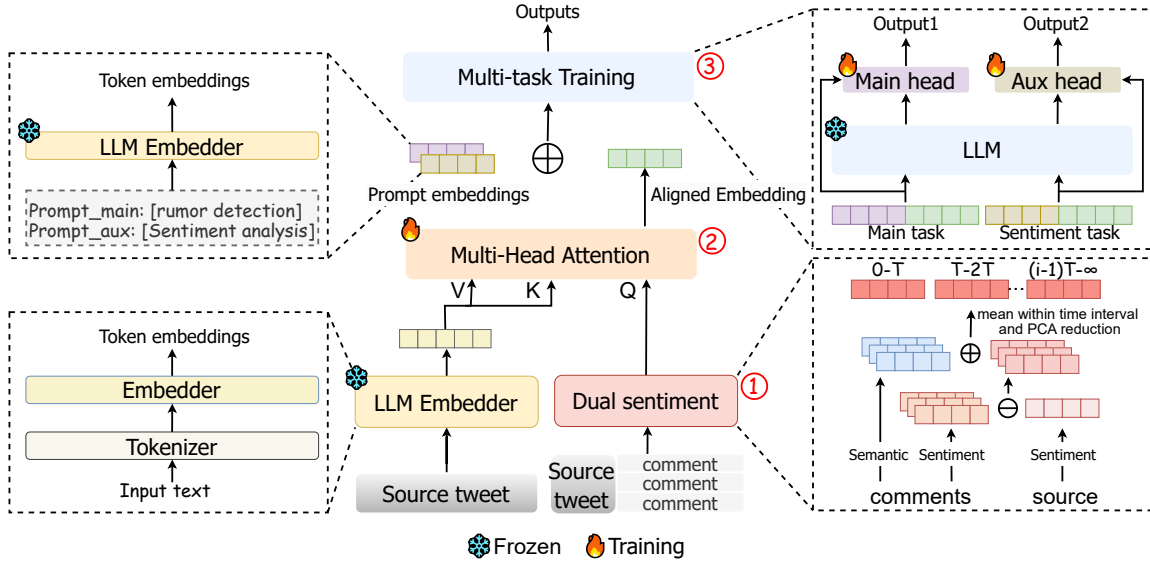 Outputs
Multi-task Training
③
Prompt embeddings
Aligned Embedding
Multi-Head Attention
②
V
K
Q
LLM Embedder
Dual sentiment
①
Source tweet
Source
tweet
comment
comment
comment
Frozen
Training
Token embeddings
LLM Embedder
Prompt_main: [rumor detection]
Prompt_aux: [Sentiment analysis]
Token embeddings
Embedder
Tokenizer
Input text
Output1
Output2
Main head
Aux head
LLM
Main task
Sentiment task
0-T
T-2T
(i-1)T-∞
...
mean within time interval
and PCA reduction
Semantic
Sentiment
Sentiment
comments
source